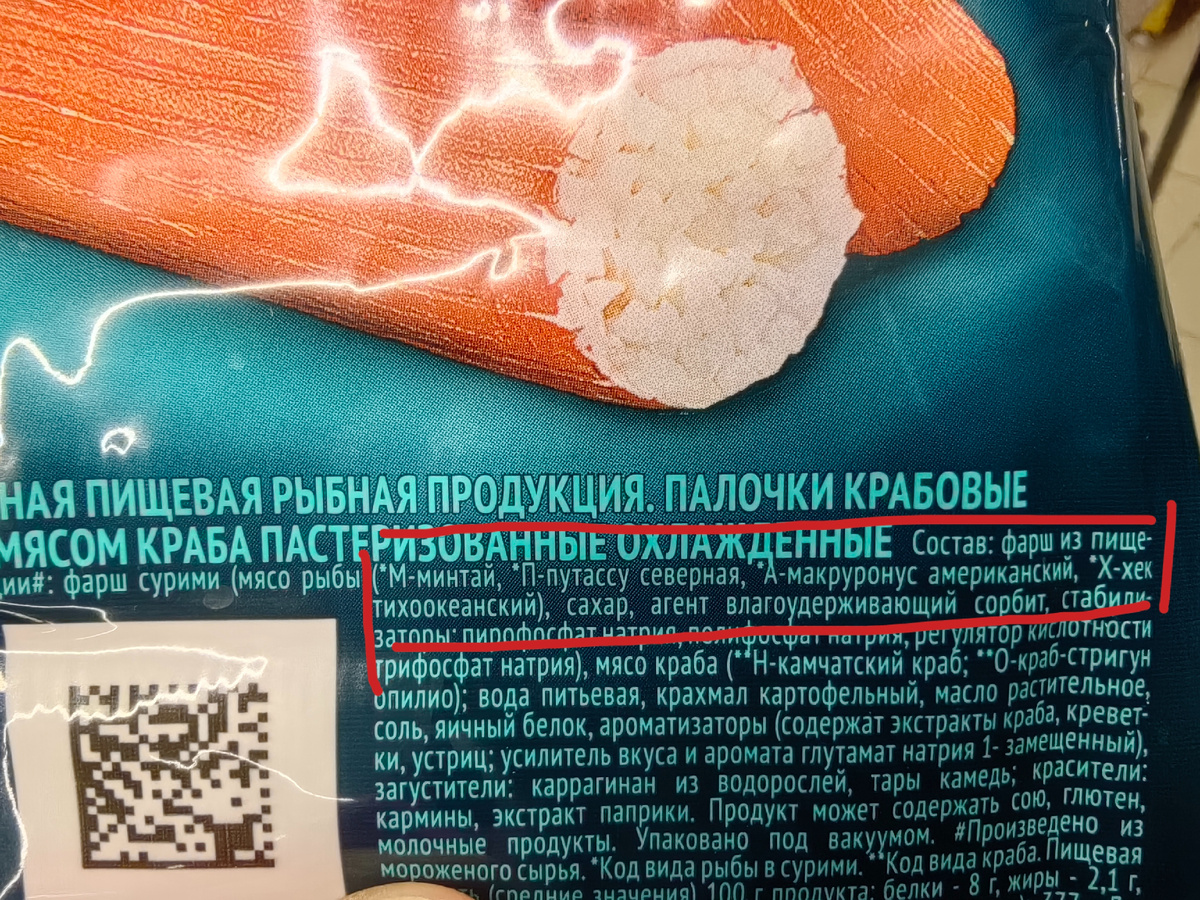 НАЯ ПИЩЕВАЯ РЫБНАЯ ПРОДУКЦИЯ. ПАЛОЧКИ КРАБОВЫЕ
МЯСОМ КРАБА ПАСТЕРИЗОВАННЫЕ ОХЛАЖДЕННЫЕ Состав: фарш из пище-
ции#: фарш сурими (мясо рыбы (*М-минтай, *П-путассу северная, *А-макруронус американский, *Х-хек
тихоокеанский), сахар, агент влагоудерживающий сорбит, стабили-
заторы: пирофосфат натрия, полифосфат натрия, регулятор кислотности
трифосфат натрия), мясо краба (**Н-камчатский краб; **О-краб-стригун
опилио); вода питьевая, крахмал картофельный, масло растительное,
соль, яичный белок, ароматизаторы (содержат экстракты краба, кревет-
ки, устриц; усилитель вкуса и аромата глутамат натрия 1- замещенный),
загустители: каррагинан из водорослей, тары камедь; красители:
кармины, экстракт паприки. Продукт может содержать сою, глютен,
молочные продукты. Упаковано под вакуумом. #Произведено из
мороженого сырья. *Код вида рыбы в сурими. **Код вида краба. Пищевая
(средние значения) 100 г продукта: белки - 8 г, жиры - 2,1 г,